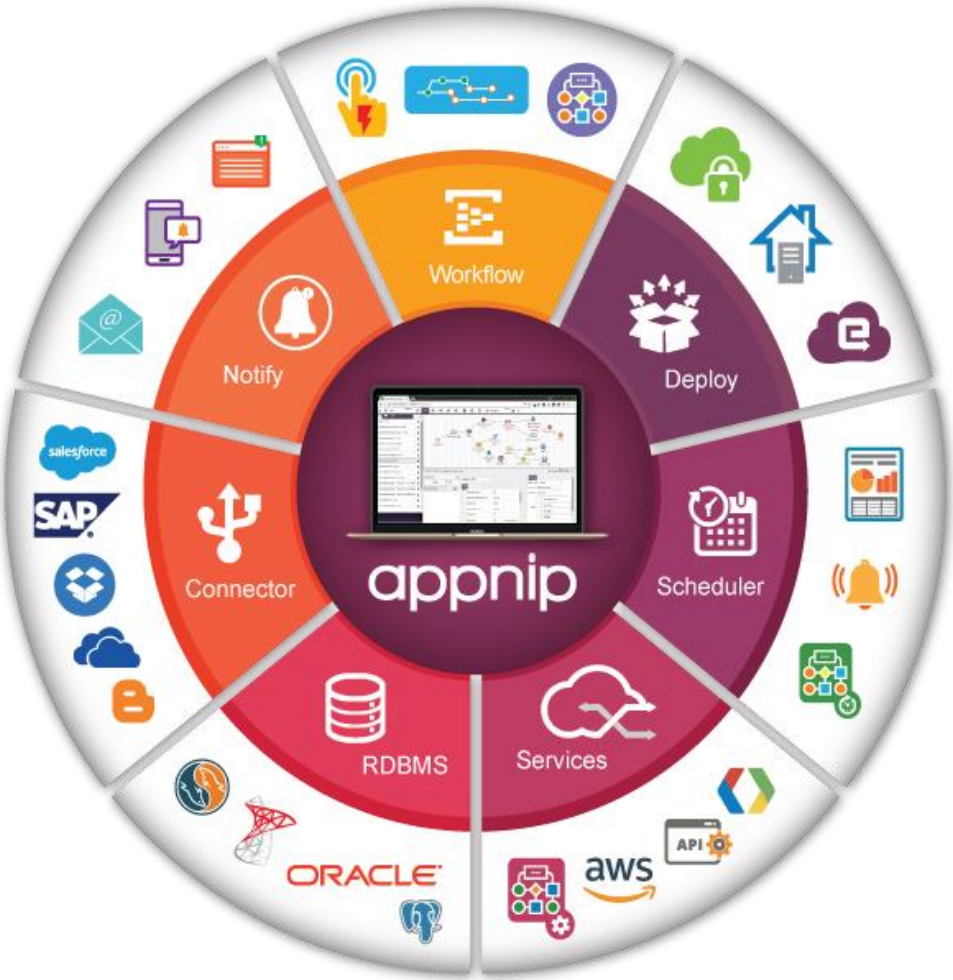 Workflow
Deploy
Scheduler
Services
RDBMS
Connector
Notify
appnip
salesforce
SAP
ORACLE
aws
API
@